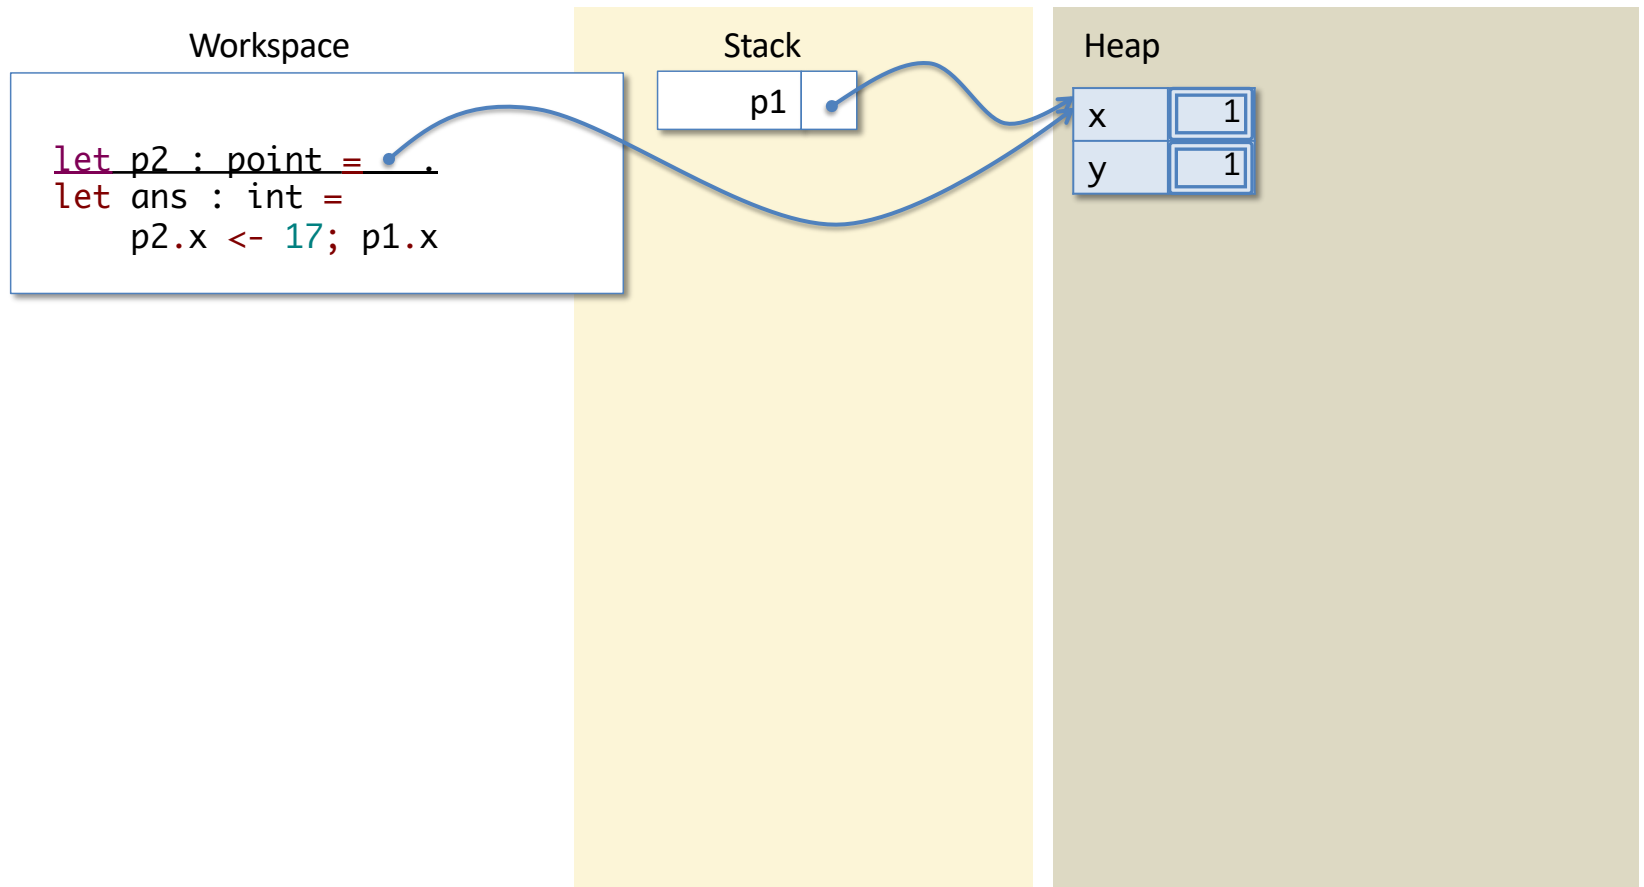 Workspace
let p2 : point = .
let ans : int =
p2.x <- 17; p1.x
Stack
p1
Heap
x 1
y 1